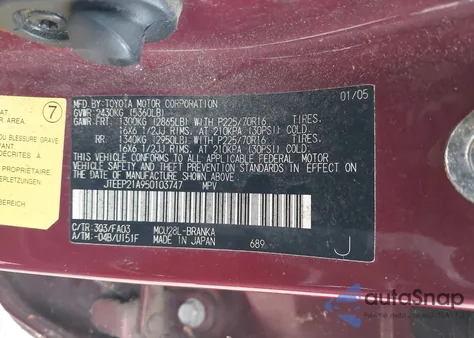 7
AT
GRAVE
D'ACCÈS
MFD.BY:TOYOTA MOTOR CORPORATION 01/05
GVWR:2430KG (5360LB)
GAWR: FRT. 1300KG (2865LB) WITH P225/70R16 TIRES,
16X6 1/2JJ RIMS, AT 210KPA (30PSI) COLD.
RR. 1340KG (2950LB) WITH P225/70R16 TIRES,
16X6 1/2JJ RIMS, AT 210KPA (30PSI) COLD.
THIS VEHICLE CONFORMS TO ALL APPLICABLE FEDERAL MOTOR
VEHICLE SAFETY AND THEFT PREVENTION STANDARDS IN EFFECT ON
THE DATE OF MANUFACTURE SHOWN ABOVE.
JTEEP21A950103747 MPV
C/TR:3Q3/FA03 MCU28L-BRANKA
A/TM:-04B/U151F MADE IN JAPAN 689 J
autoSnap